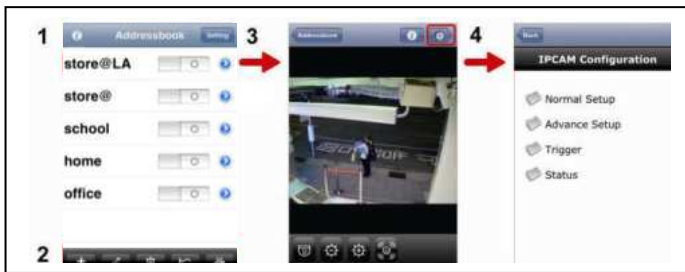 1
Addressbook
Setting
store@LA
store@
school
home
office
2
3
Addressbook
4
Back
IPCAM Configuration
Normal Setup
Advance Setup
Trigger
Status